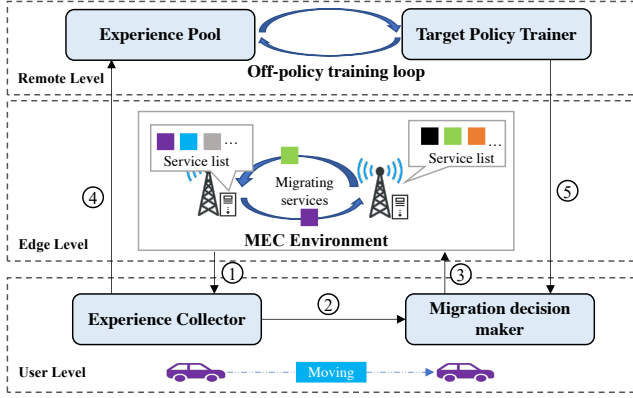 Experience Pool
Target Policy Trainer
Off-policy training loop
Remote Level
...
Service list
...
Service list
Migrating
services
④
⑤
MEC Environment
Edge Level
①
③
②
Experience Collector
Migration decision
maker
Moving
User Level